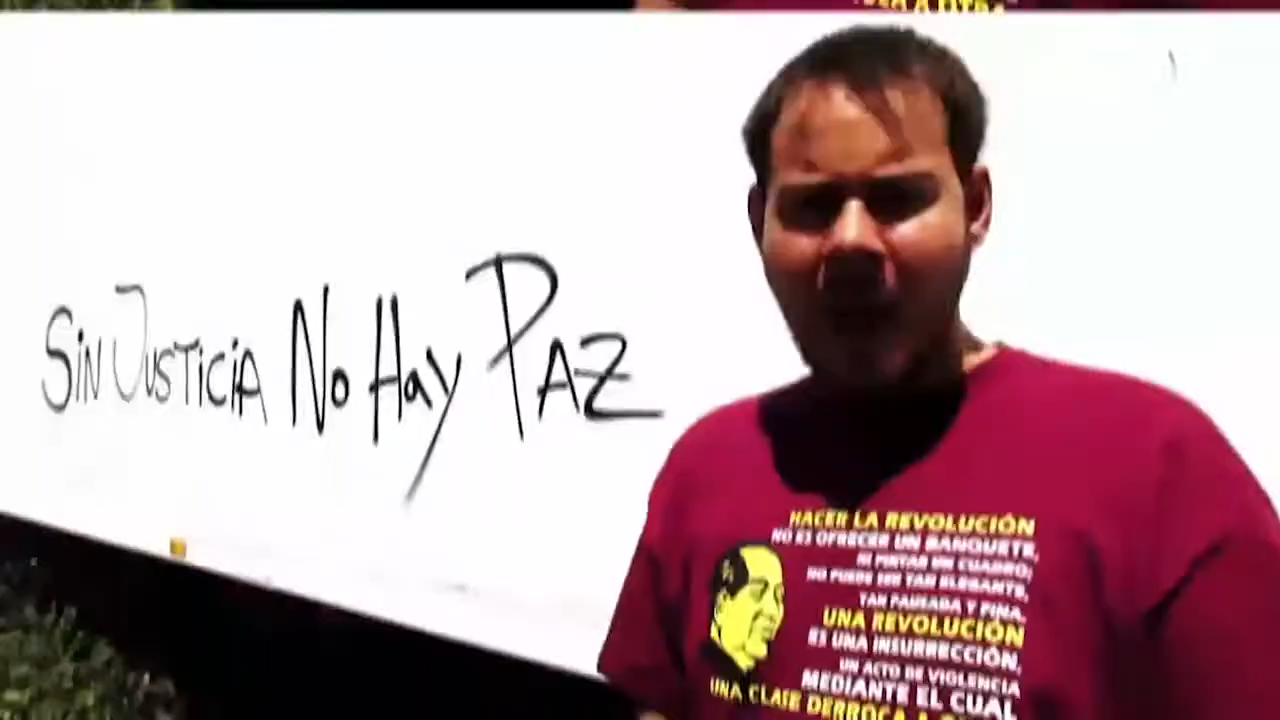 A OTRA
Sin Justicia No Hay Paz
HACER LA REVOLUCIÓN
NO ES OFRECER UN BANQUETE,
NI PINTAR UN CUADRO;
NO PUEDE SER TAN ELEGANTE,
TAN PAUSADA Y FINA.
UNA REVOLUCIÓN
ES UNA INSURRECCIÓN,
UN ACTO DE VIOLENCIA
MEDIANTE EL CUAL
UNA CLASE DERROCA A